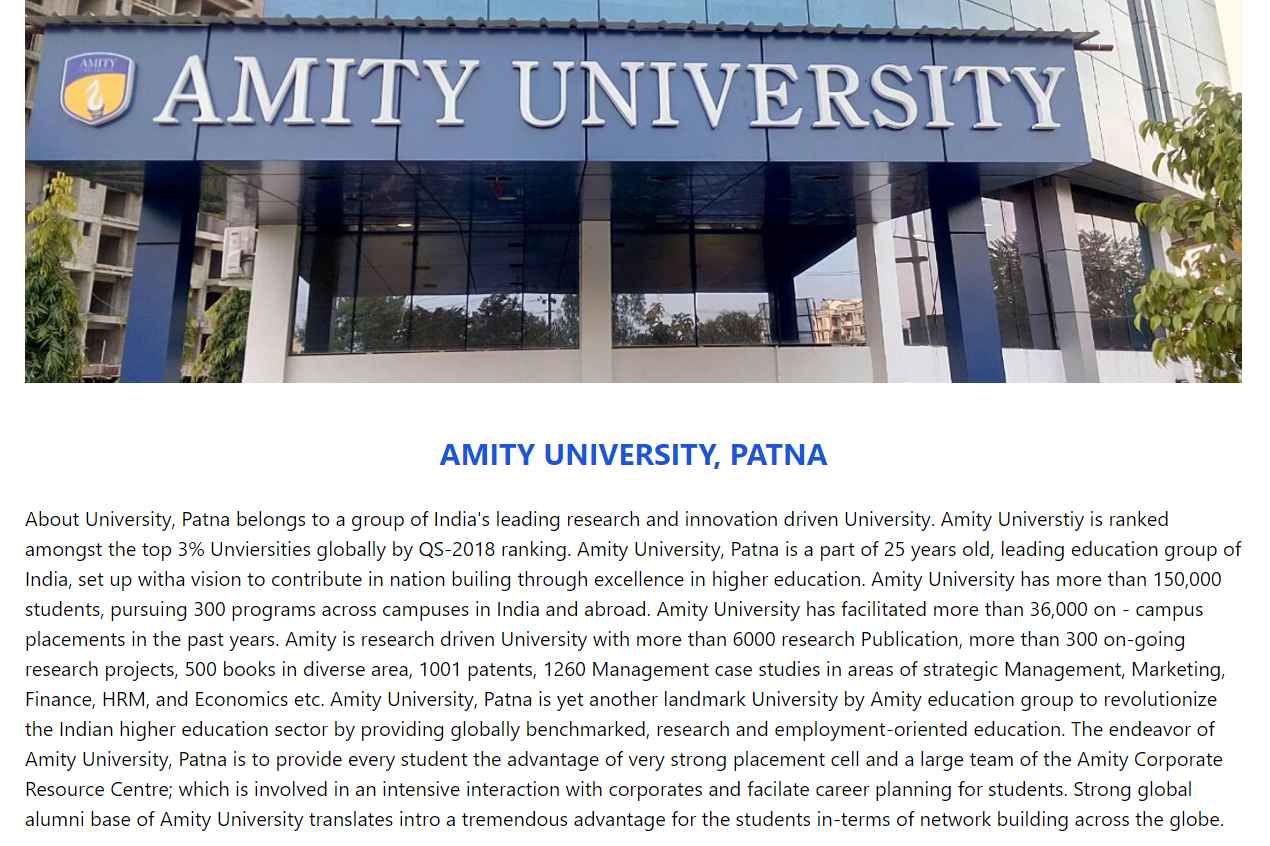 AMITY
UNIVERSITY
AMITY UNIVERSITY
AMITY UNIVERSITY, PATNA
About University, Patna belongs to a group of India's leading research and innovation driven University. Amity Universtiy is ranked
amongst the top 3% Unviersities globally by QS-2018 ranking. Amity University, Patna is a part of 25 years old, leading education group of
India, set up witha vision to contribute in nation builing through excellence in higher education. Amity University has more than 150,000
students, pursuing 300 programs across campuses in India and abroad. Amity University has facilitated more than 36,000 on - campus
placements in the past years. Amity is research driven University with more than 6000 research Publication, more than 300 on-going
research projects, 500 books in diverse area, 1001 patents, 1260 Management case studies in areas of strategic Management, Marketing,
Finance, HRM, and Economics etc. Amity University, Patna is yet another landmark University by Amity education group to revolutionize
the Indian higher education sector by providing globally benchmarked, research and employment-oriented education. The endeavor of
Amity University, Patna is to provide every student the advantage of very strong placement cell and a large team of the Amity Corporate
Resource Centre; which is involved in an intensive interaction with corporates and facilate career planning for students. Strong global
alumni base of Amity University translates intro a tremendous advantage for the students in-terms of network building across the globe.